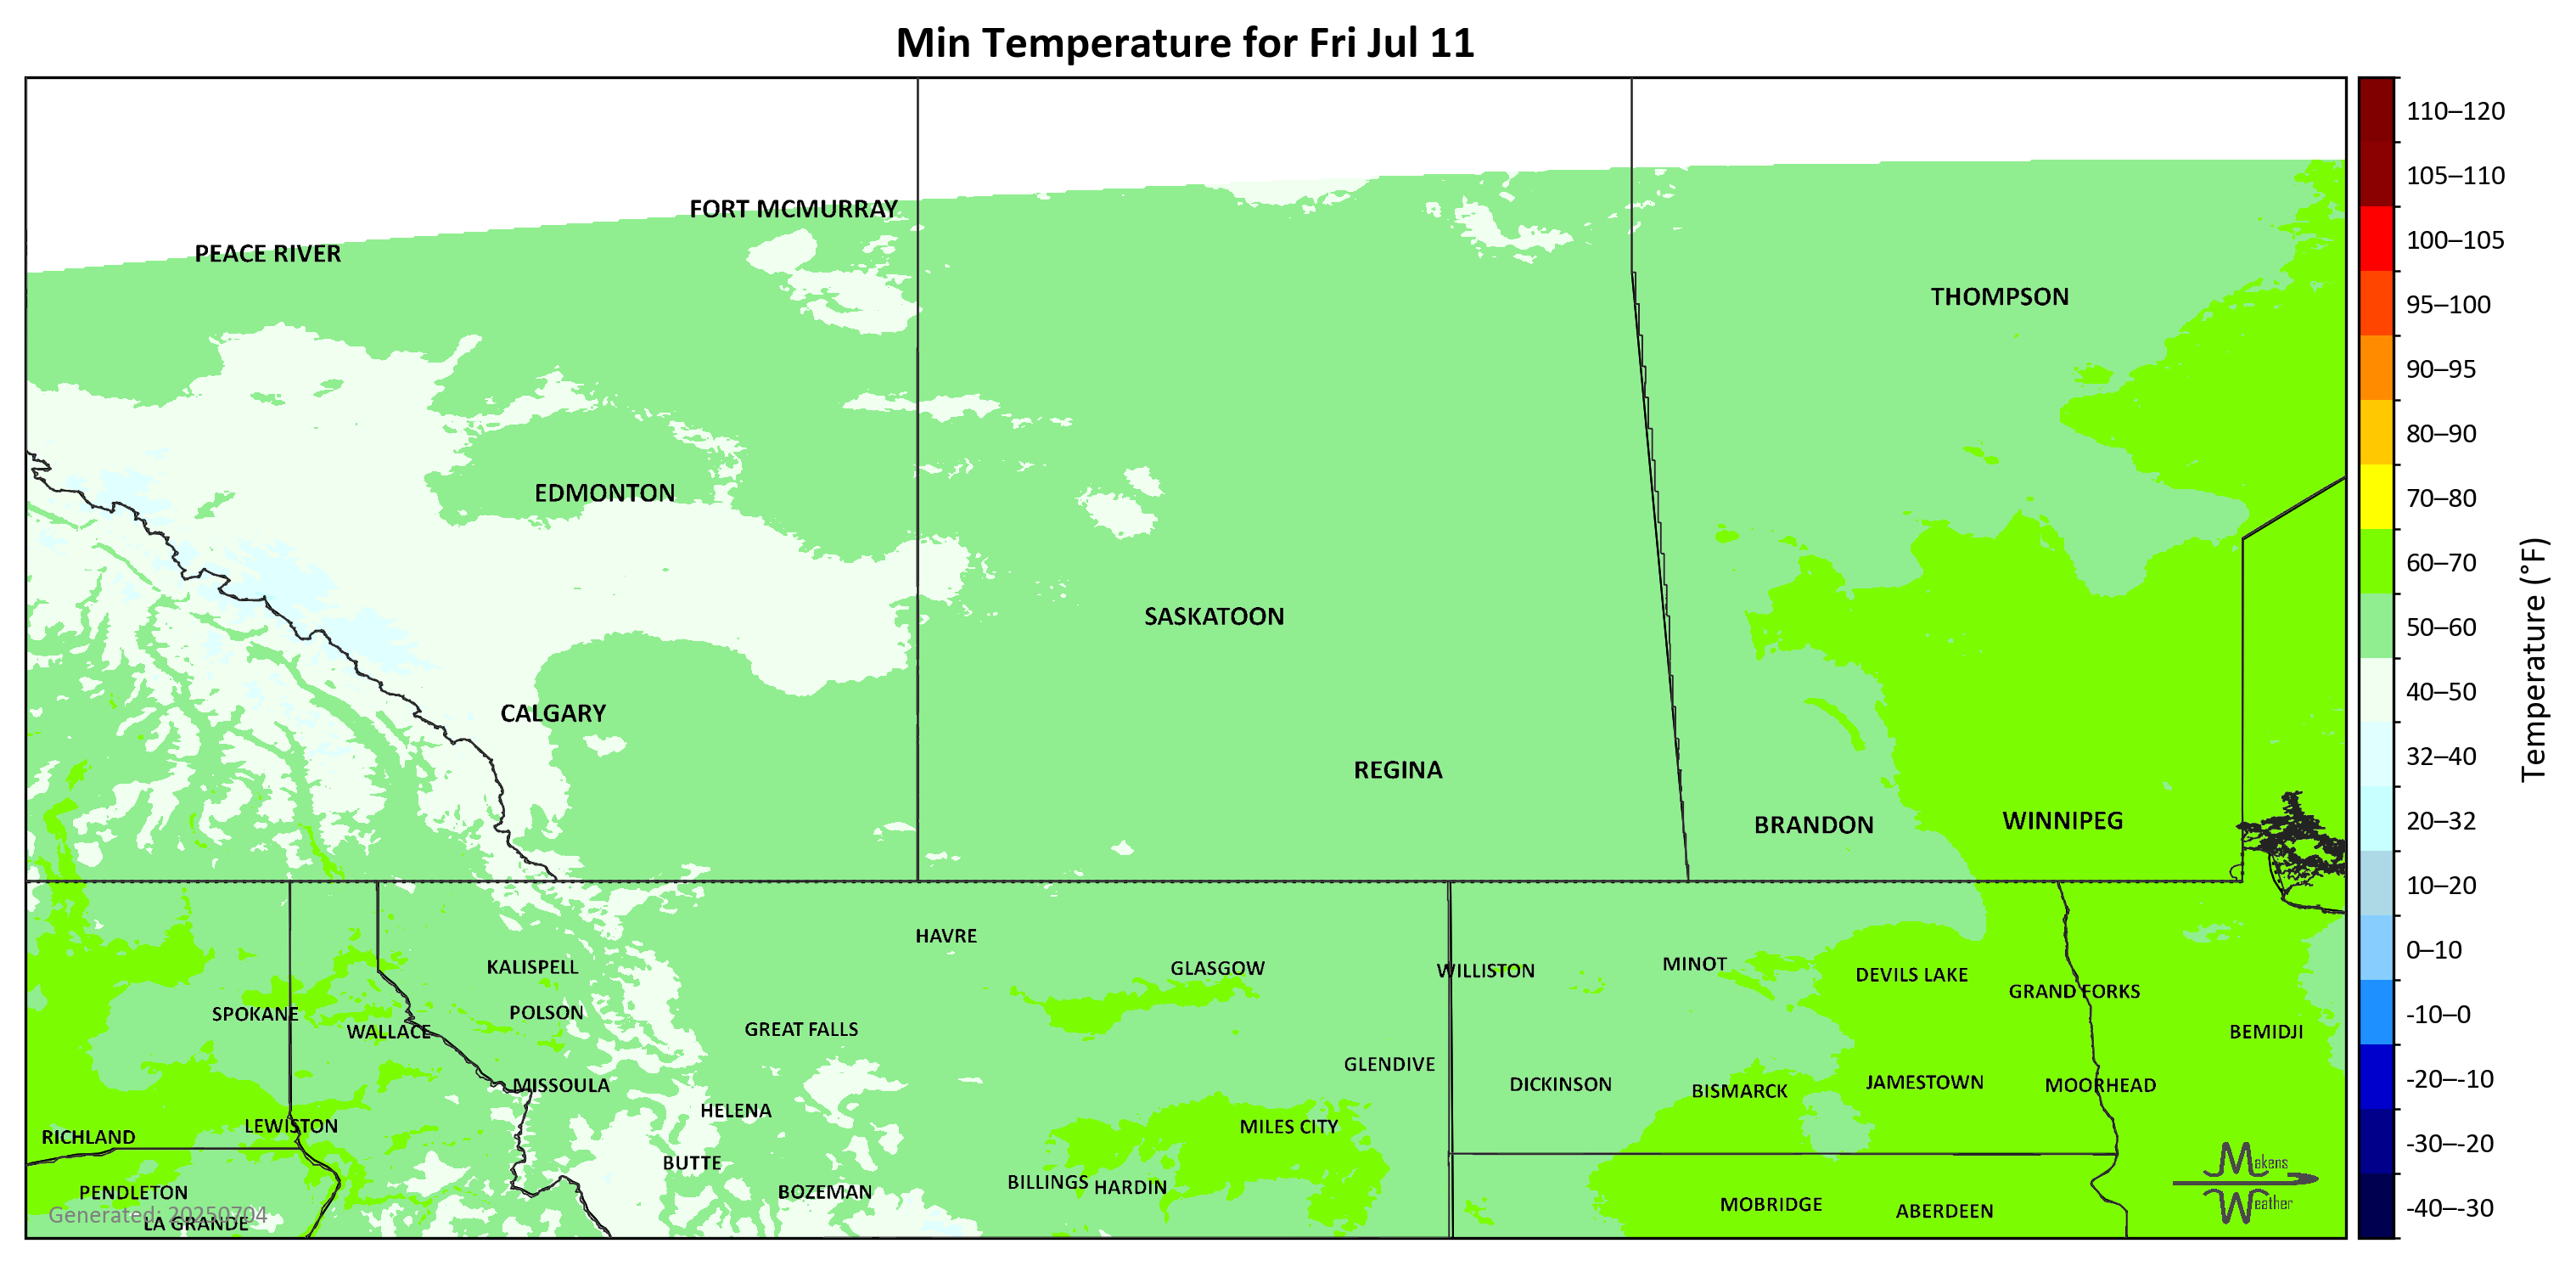 Min Temperature for Fri Jul 11
FORT MCMURRAY
PEACE RIVER
THOMPSON
EDMONTON
SASKATOON
CALGARY
REGINA
BRANDON
WINNIPEG
HAVRE
KALISPELL
GLASGOW
WILLISTON
MINOT
DEVILS LAKE
GRAND FORKS
SPOKANE
POLSON
WALLACE
GREAT FALLS
BEMIDJI
GLENDIVE
MISSOULA
DICKINSON
BISMARCK
JAMESTOWN
MOORHEAD
HELENA
LEWISTON
MILES CITY
RICHLAND
BUTTE
BILLINGS
HARDIN
PENDLETON
BOZEMAN
MOBRIDGE
ABERDEEN
LA GRANDE
Generated: 20250704
Makens
Weather
110–120
105–110
100–105
95–100
90–95
80–90
70–80
60–70
50–60
40–50
32–40
20–32
10–20
0–10
-10–0
-20–-10
-30–-20
-40–-30
Temperature (°F)